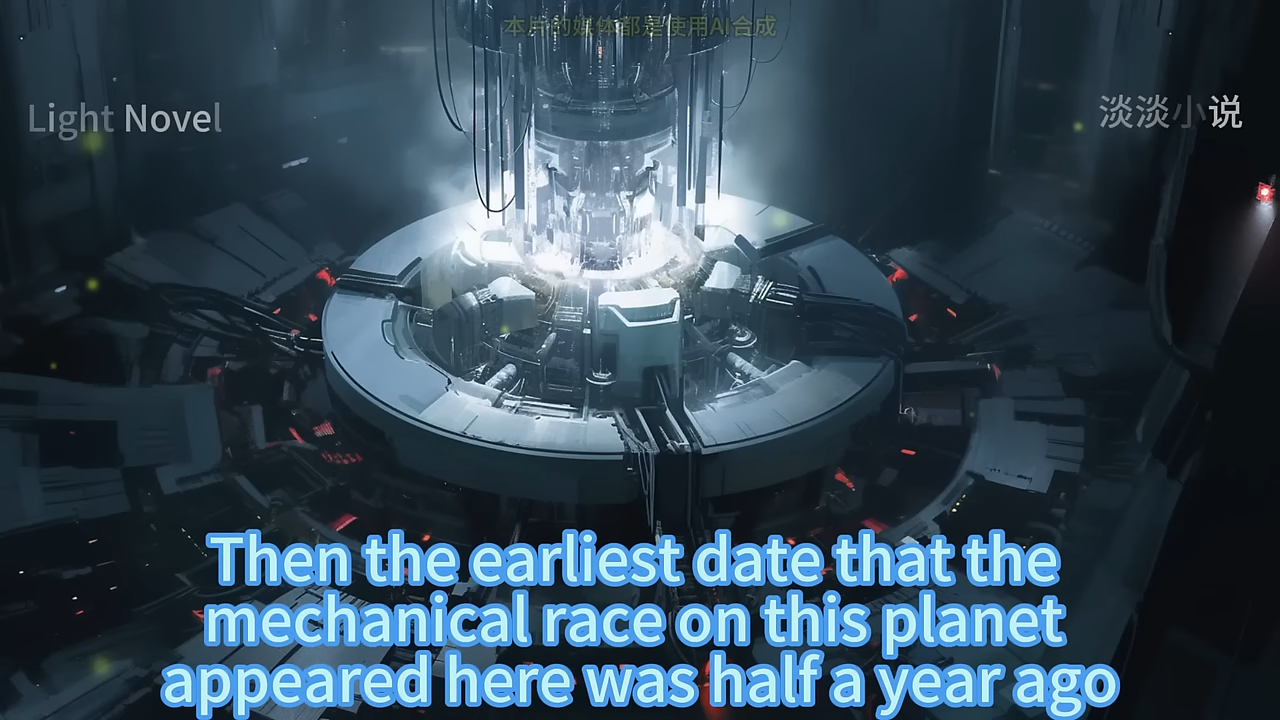 本片的媒体都是使用AI合成
Light Novel
淡淡小说
Then the earliest date that the
mechanical race on this planet
appeared here was half a year ago